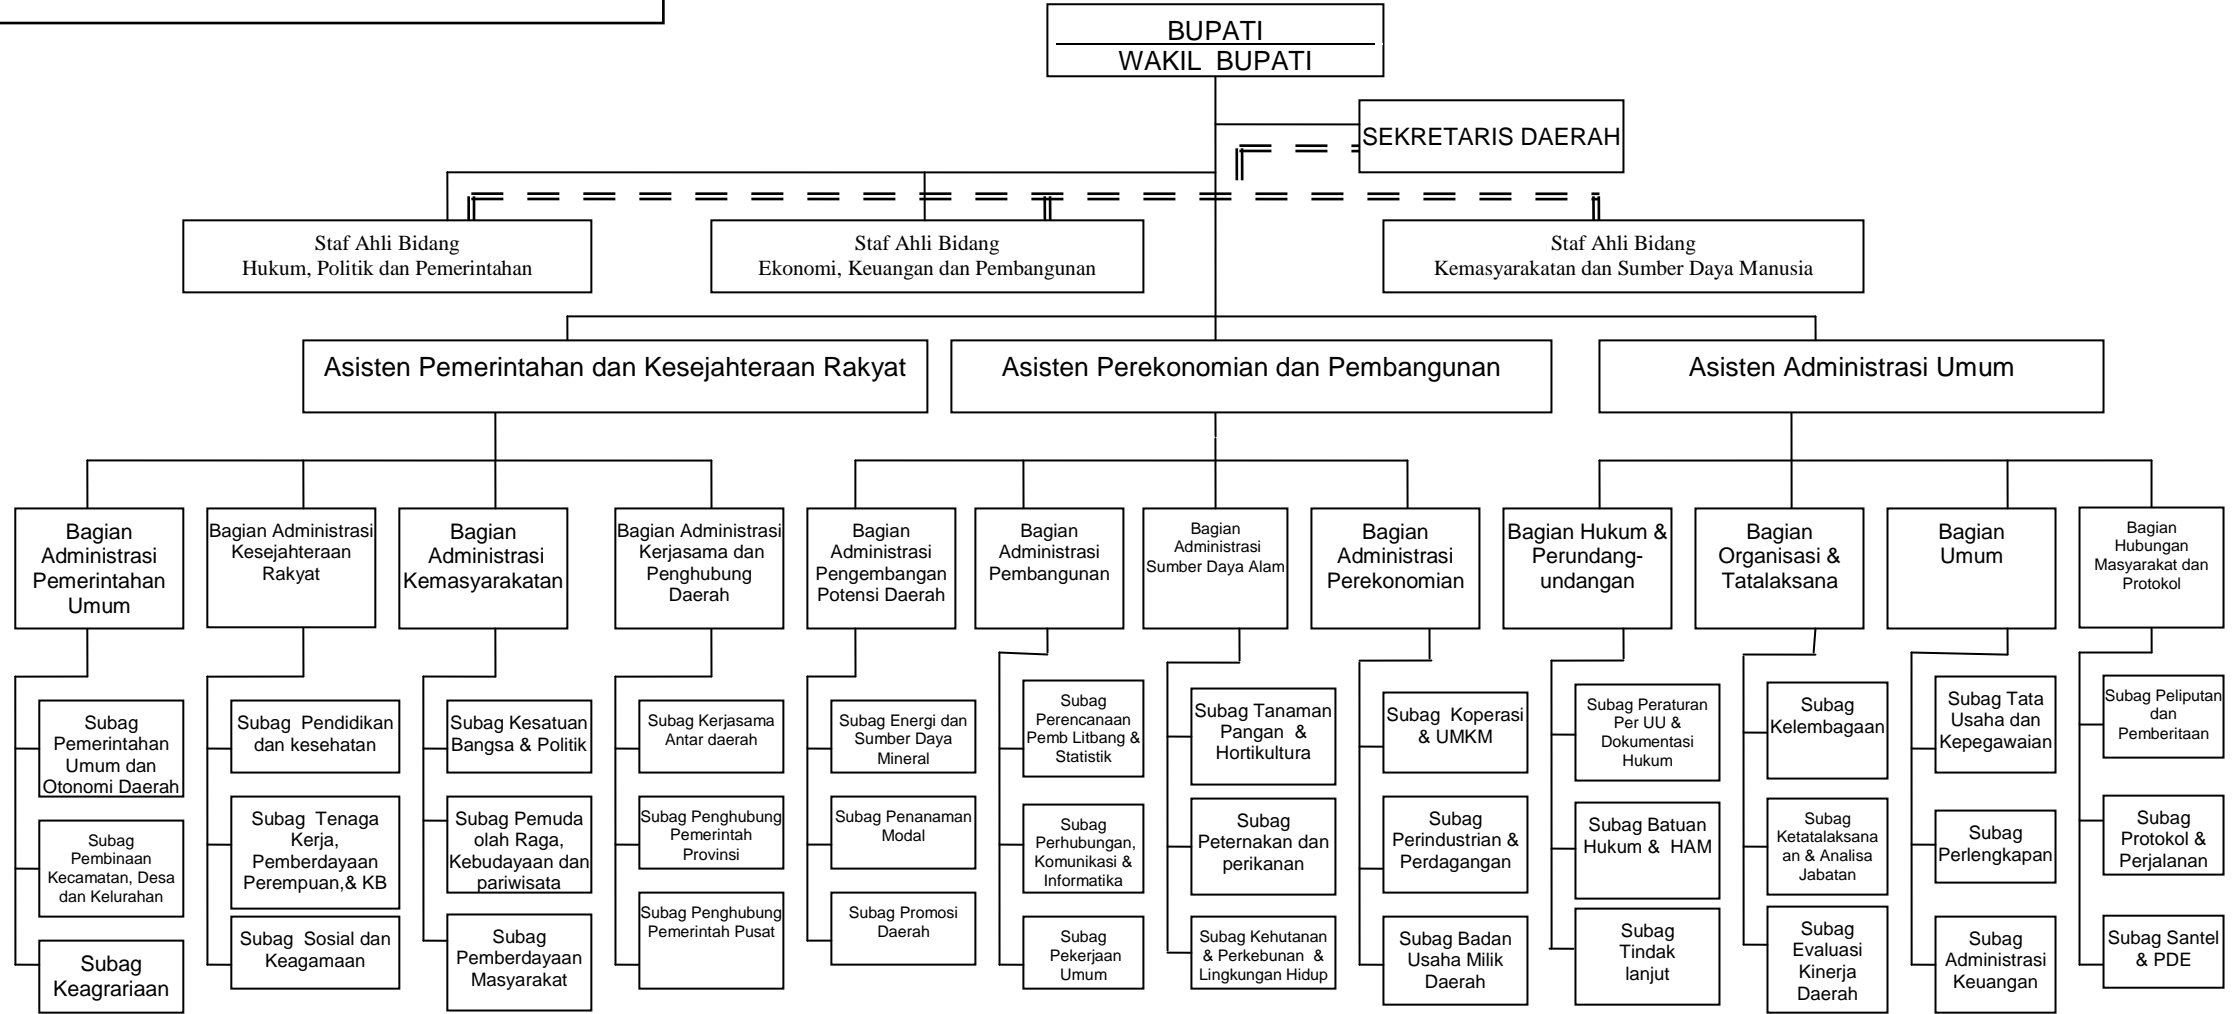 BUPATI
WAKIL BUPATI
SEKRETARIS DAERAH
Staf Ahli Bidang
Hukum, Politik dan Pemerintahan
Staf Ahli Bidang
Ekonomi, Keuangan dan Pembangunan
Staf Ahli Bidang
Kemasyarakatan dan Sumber Daya Manusia
Asisten Pemerintahan dan Kesejahteraan Rakyat
Asisten Perekonomian dan Pembangunan
Asisten Administrasi Umum
Bagian
Administrasi
Pemerintahan
Umum
Bagian Administrasi
Kesejahteraan
Rakyat
Bagian
Administrasi
Kemasyarakatan
Bagian Administrasi
Kerjasama dan
Penghubung
Daerah
Bagian
Administrasi
Pengembangan
Potensi Daerah
Bagian
Administrasi
Pembangunan
Bagian
Administrasi
Sumber Daya Alam
Bagian
Administrasi
Perekonomian
Bagian Hukum &
Perundang-
undangan
Bagian
Organisasi &
Tatalaksana
Bagian
Umum
Bagian
Hubungan
Masyarakat dan
Protokol
Subag
Pemerintahan
Umum dan
Otonomi Daerah
Subag
Pembinaan
Kecamatan, Desa
dan Kelurahan
Subag
Keagrariaan
Subag Pendidikan
dan kesehatan
Subag Tenaga
Kerja,
Pemberdayaan
Perempuan,& KB
Subag Sosial dan
Keagamaan
Subag Kesatuan
Bangsa & Politik
Subag Pemuda
olah Raga,
Kebudayaan dan
pariwisata
Subag
Pemberdayaan
Masyarakat
Subag Kerjasama
Antar daerah
Subag Penghubung
Pemerintah
Provinsi
Subag Penghubung
Pemerintah Pusat
Subag Energi dan
Sumber Daya
Mineral
Subag Penanaman
Modal
Subag Promosi
Daerah
Subag
Perencanaan
Pemb Litbang &
Statistik
Subag
Perhubungan,
Komunikasi &
Informatika
Subag
Pekerjaan
Umum
Subag Tanaman
Pangan &
Hortikultura
Subag
Peternakan dan
perikanan
Subag Kehutanan
& Perkebunan &
Lingkungan Hidup
Subag Koperasi
& UMKM
Subag
Perindustrian &
Perdagangan
Subag Badan
Usaha Milik
Daerah
Subag Peraturan
Per UU &
Dokumentasi
Hukum
Subag Batuan
Hukum & HAM
Subag
Tindak
lanjut
Subag
Kelembagaan
Subag
Ketatalaksana
an & Analisa
Jabatan
Subag
Evaluasi
Kinerja
Daerah
Subag Tata
Usaha dan
Kepegawaian
Subag
Perlengkapan
Subag
Administrasi
Keuangan
Subag Peliputan
dan
Pemberitaan
Subag
Protokol &
Perjalanan
Subag Santel
& PDE